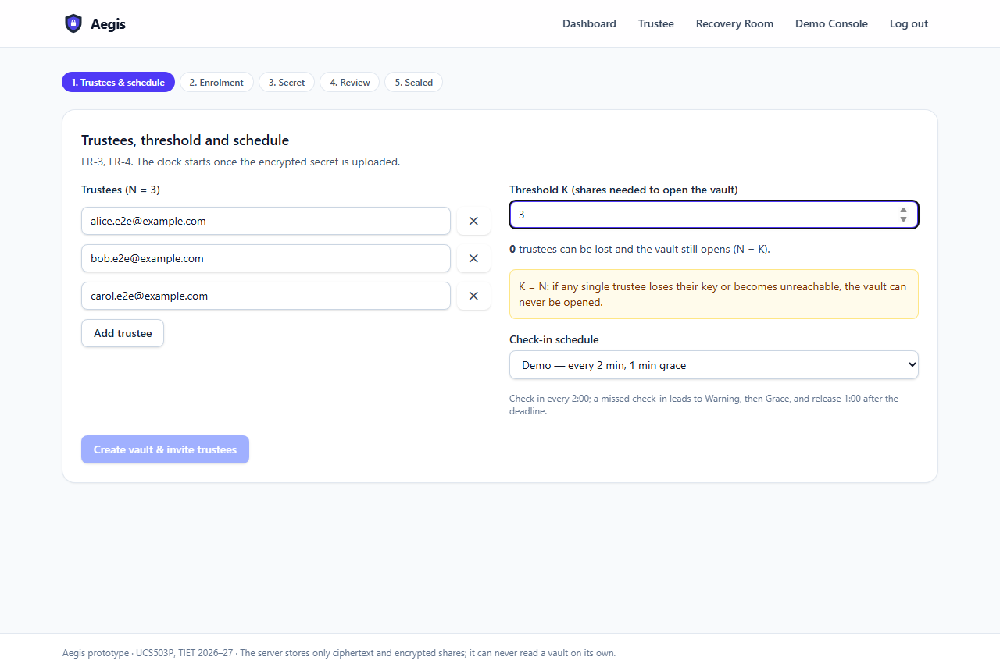 Aegis
Dashboard
Trustee
Recovery Room
Demo Console
Log out
1. Trustees & schedule
2. Enrolment
3. Secret
4. Review
5. Sealed
Trustees, threshold and schedule
FR-3, FR-4. The clock starts once the encrypted secret is uploaded.
Trustees (N = 3)
alice.e2e@example.com
bob.e2e@example.com
carol.e2e@example.com
Add trustee
Threshold K (shares needed to open the vault)
3
0 trustees can be lost and the vault still opens (N − K).
K = N: if any single trustee loses their key or becomes unreachable, the vault can
never be opened.
Check-in schedule
Demo — every 2 min, 1 min grace
Check in every 2:00; a missed check-in leads to Warning, then Grace, and release 1:00 after the
deadline.
Create vault & invite trustees
Aegis prototype · UCS503P, TIET 2026–27 · The server stores only ciphertext and encrypted shares; it can never read a vault on its own.